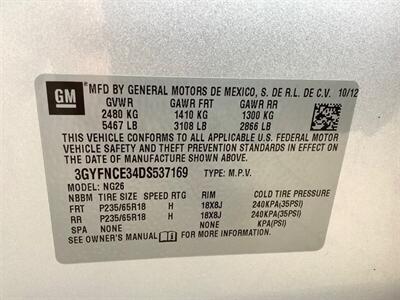 GM
MFD BY GENERAL MOTORS DE MEXICO, S. DE R.L. DE C.V. 10/12
GVWR GAWR FRT GAWR RR
2480 KG 1410 KG 1300 KG
5467 LB 3108 LB 2866 LB
THIS VEHICLE CONFORMS TO ALL APPLICABLE U.S. FEDERAL MOTOR
VEHICLE SAFETY AND THEFT PREVENTION STANDARDS IN EFFECT ON
THE DATE OF MANUFACTURE SHOWN ABOVE.
3GYFNCE34DS537169 TYPE: M.P.V.
MODEL: NG26
NBBM TIRE SIZE SPEED RTG RIM COLD TIRE PRESSURE
FRT P235/65R18 H 18X8J 240KPA(35PSI)
RR P235/65R18 H 18X8J 240KPA(35PSI)
SPA NONE NONE KPA(PSI)
SEE OWNER'S MANUAL FOR MORE INFORMATION.